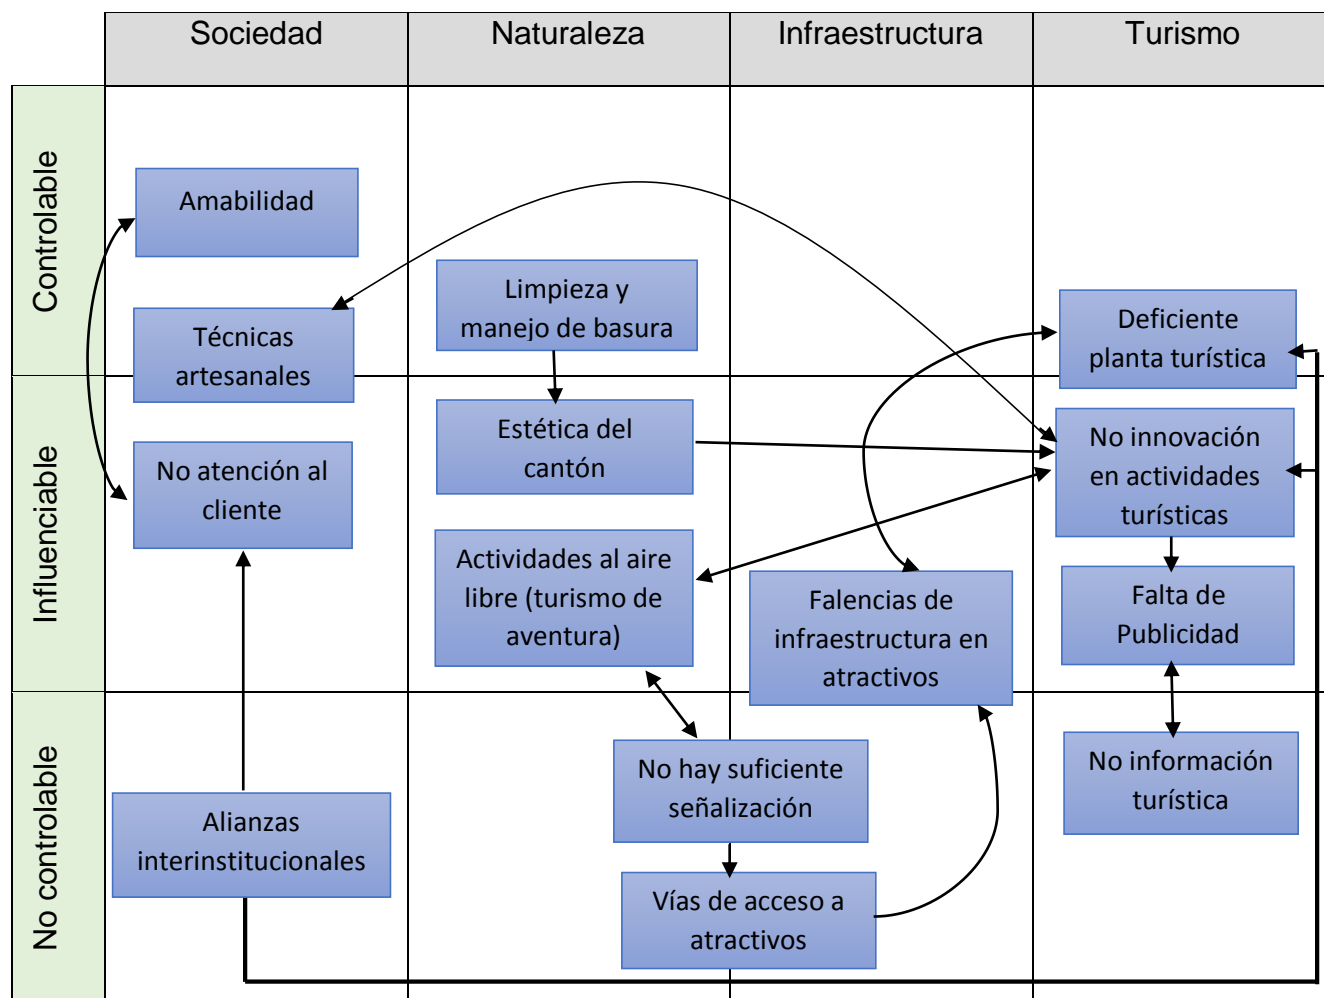 Sociedad
Naturaleza
Infraestructura
Turismo
Controlable
Amabilidad
Técnicas
artesanales
Limpieza y
manejo de basura
Deficiente
planta turística
Influenciable
No atención al
cliente
Estética del
cantón
Actividades al aire
libre (turismo de
aventura)
Falencias de
infraestructura en
atractivos
No innovación
en actividades
turísticas
Falta de
Publicidad
No controlable
Alianzas
interinstitucionales
No hay suficiente
señalización
Vías de acceso a
atractivos
No información
turística